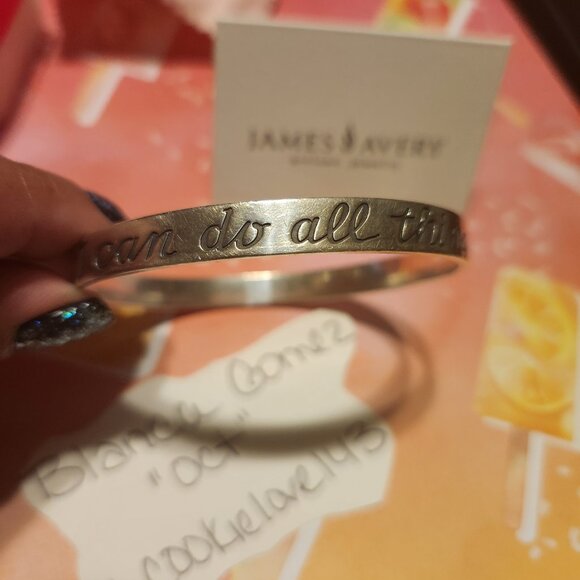 JAMES AVERY
can do all thi
Blanca Gomez
"Oct"
cookielove143